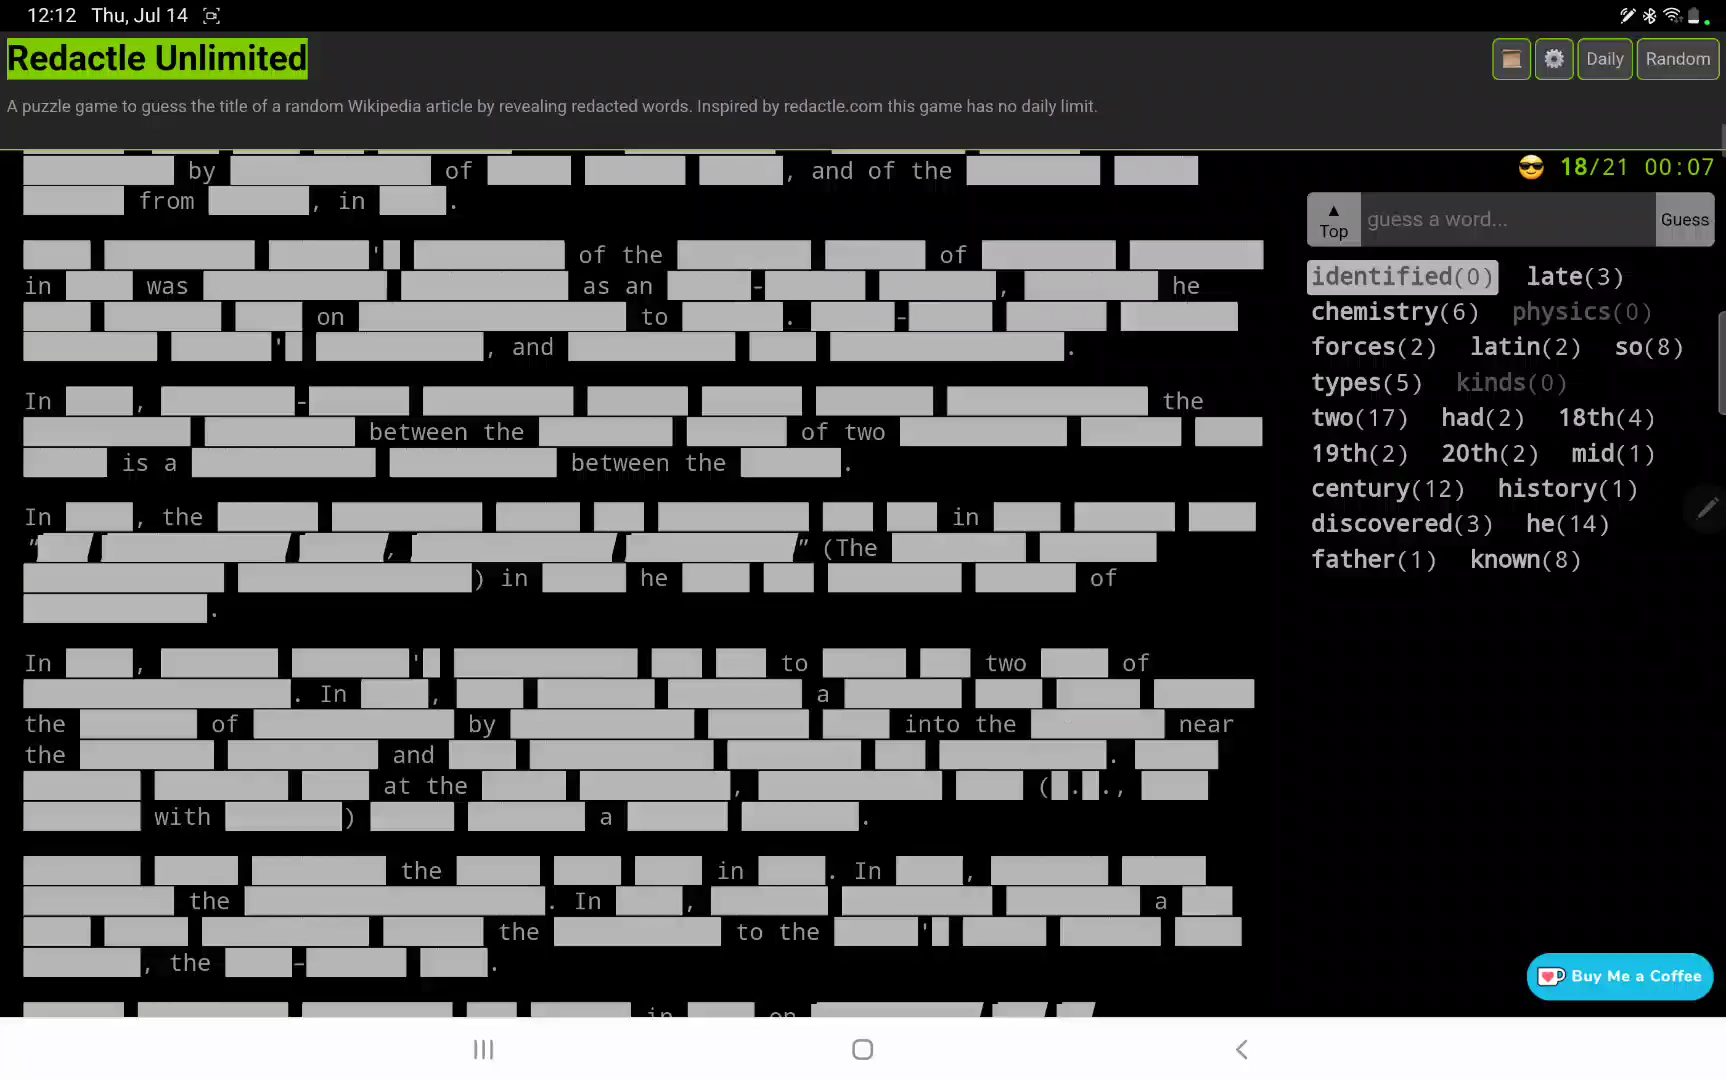 12:12 Thu, Jul 14
Redactle Unlimited
Daily
Random
A puzzle game to guess the title of a random Wikipedia article by revealing redacted words. Inspired by redactle.com this game has no daily limit.
by of , and of the
from , in .
' of the of
in was as an - , he
on to . -
' , and .
In , - the
between the of two
is a between the .
In , the in
" , " (The
) in he of
.
In , ' to two of
. In , a
the of by into the near
the and .
at the , ( . .,
with ) a .
the in . In ,
the . In , a
the to the '
, the - .
in on
😎 18/21 00:07
▲ Top
guess a word...
Guess
identified(0) late(3)
chemistry(6) physics(0)
forces(2) latin(2) so(8)
types(5) kinds(0)
two(17) had(2) 18th(4)
19th(2) 20th(2) mid(1)
century(12) history(1)
discovered(3) he(14)
father(1) known(8)
Buy Me a Coffee